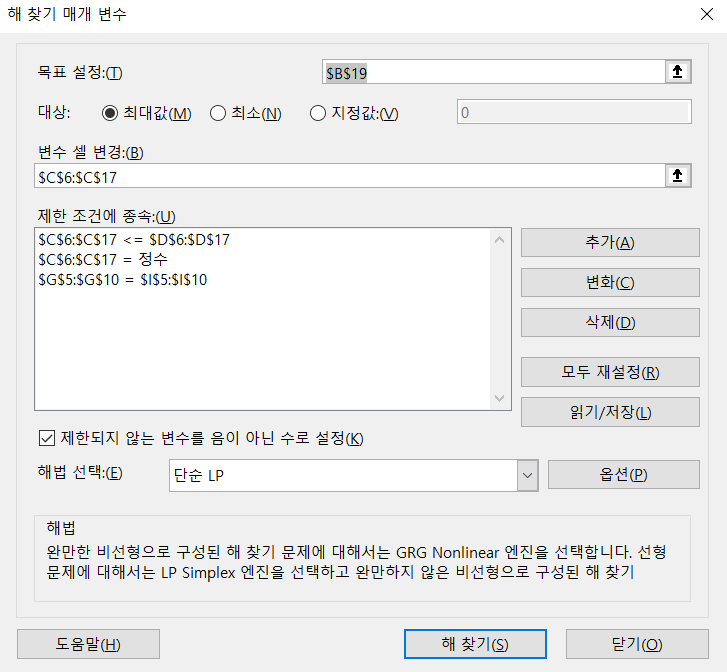 해 찾기 매개 변수
목표 설정:(T)
$B$19
대상:
최대값(M)
최소(N)
지정값:(V)
0
변수 셀 변경:(B)
$C$6:$C$17
제한 조건에 종속:(U)
$C$6:$C$17 <= $D$6:$D$17
$C$6:$C$17 = 정수
$G$5:$G$10 = $I$5:$I$10
추가(A)
변화(C)
삭제(D)
모두 재설정(R)
읽기/저장(L)
제한되지 않는 변수를 음이 아닌 수로 설정(K)
해법 선택:(E)
단순 LP
옵션(P)
해법
완만한 비선형으로 구성된 해 찾기 문제에 대해서는 GRG Nonlinear 엔진을 선택합니다. 선형
문제에 대해서는 LP Simplex 엔진을 선택하고 완만하지 않은 비선형으로 구성된 해 찾기
도움말(H)
해 찾기(S)
닫기(O)